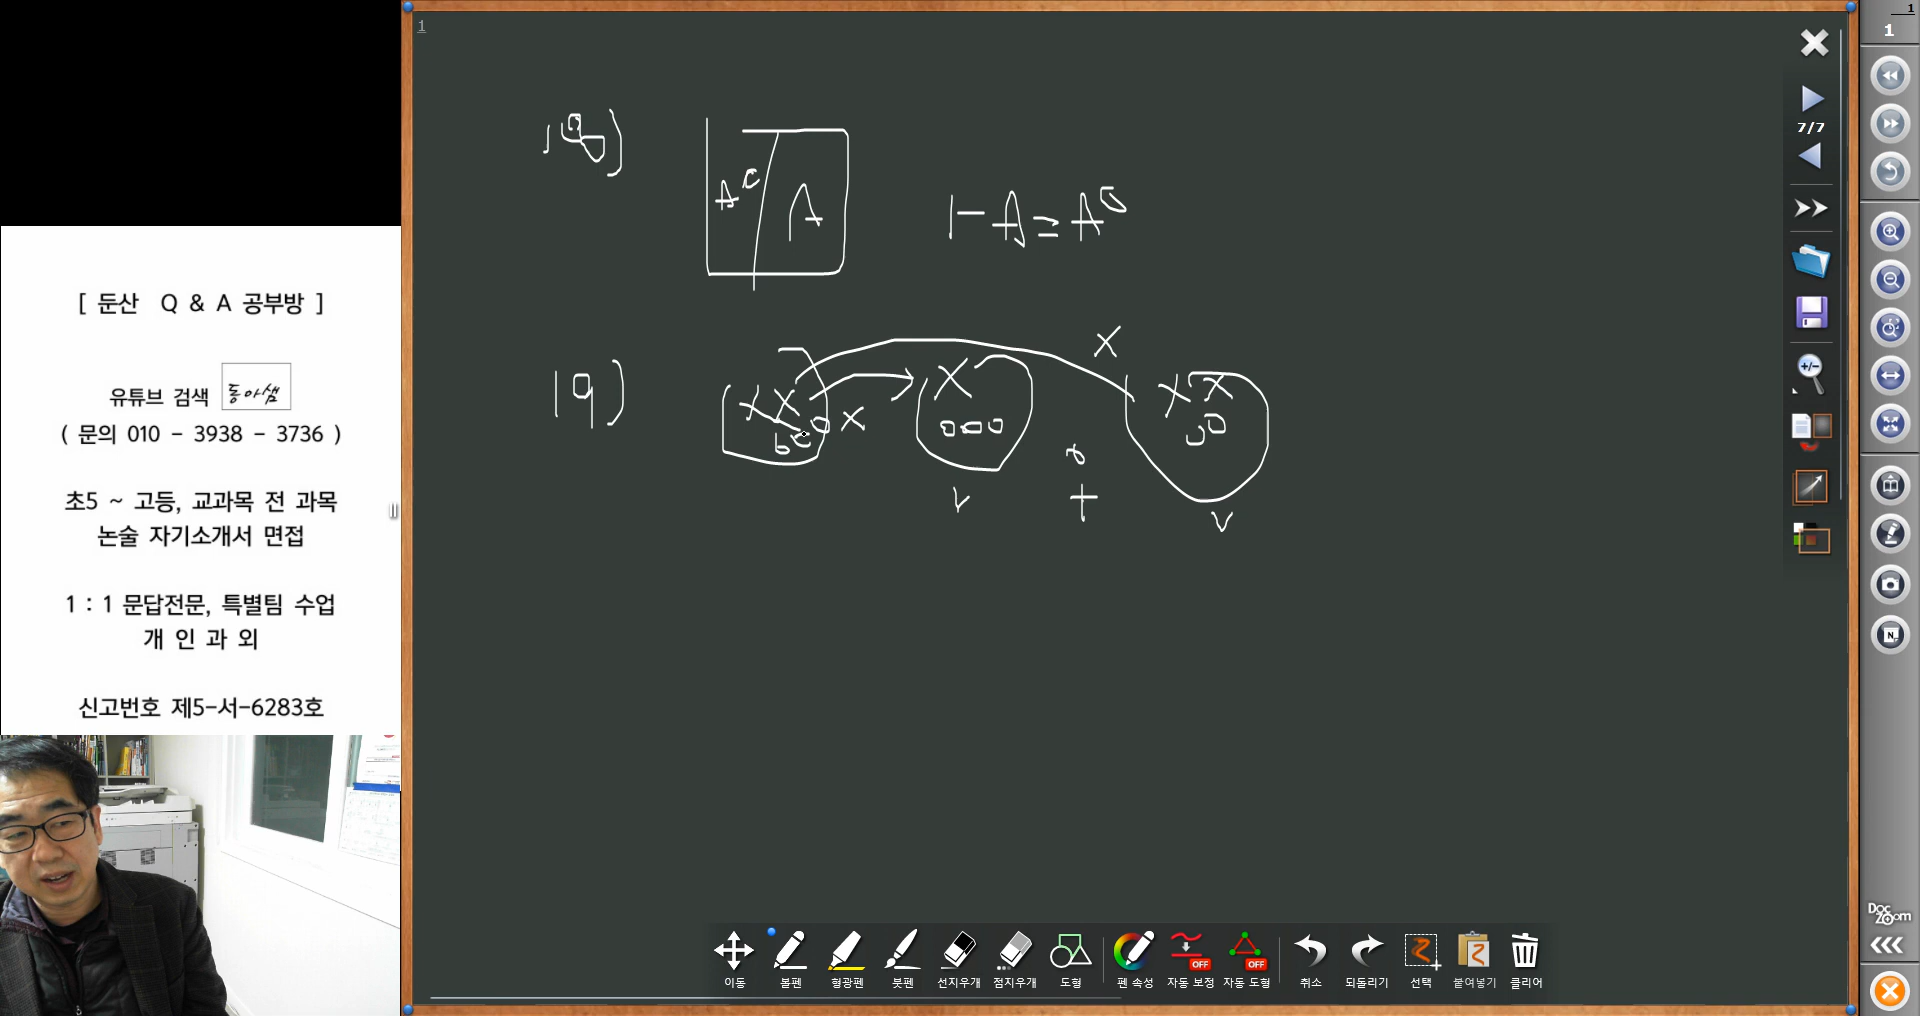 [ 둔산 Q & A 공부방 ]
유튜브 검색 동아샘
( 문의 010 - 3938 - 3736 )
초5 ~ 고등, 교과목 전 과목
논술 자기소개서 면접
1 : 1 문답전문, 특별팀 수업
개 인 과 외
신고번호 제5-서-6283호
1
18)
A^C A
1-A=A^C
19)
X X
X
X
X
X X
+
V
V
1
1
7/7
+/-
N
Doc Zoom
이동
볼펜
형광펜
붓펜
선지우개
점지우개
도형
펜 속성
OFF
자동 보정
OFF
자동 도형
취소
되돌리기
선택
붙여넣기
클리어